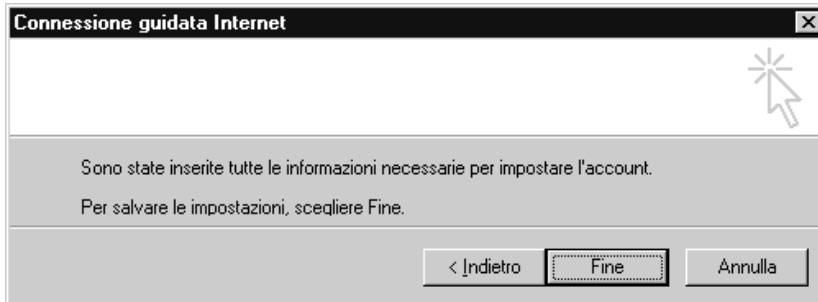 Connessione guidata Internet
Sono state inserite tutte le informazioni necessarie per impostare l'account.
Per salvare le impostazioni, scegliere Fine.
< Indietro Fine Annulla